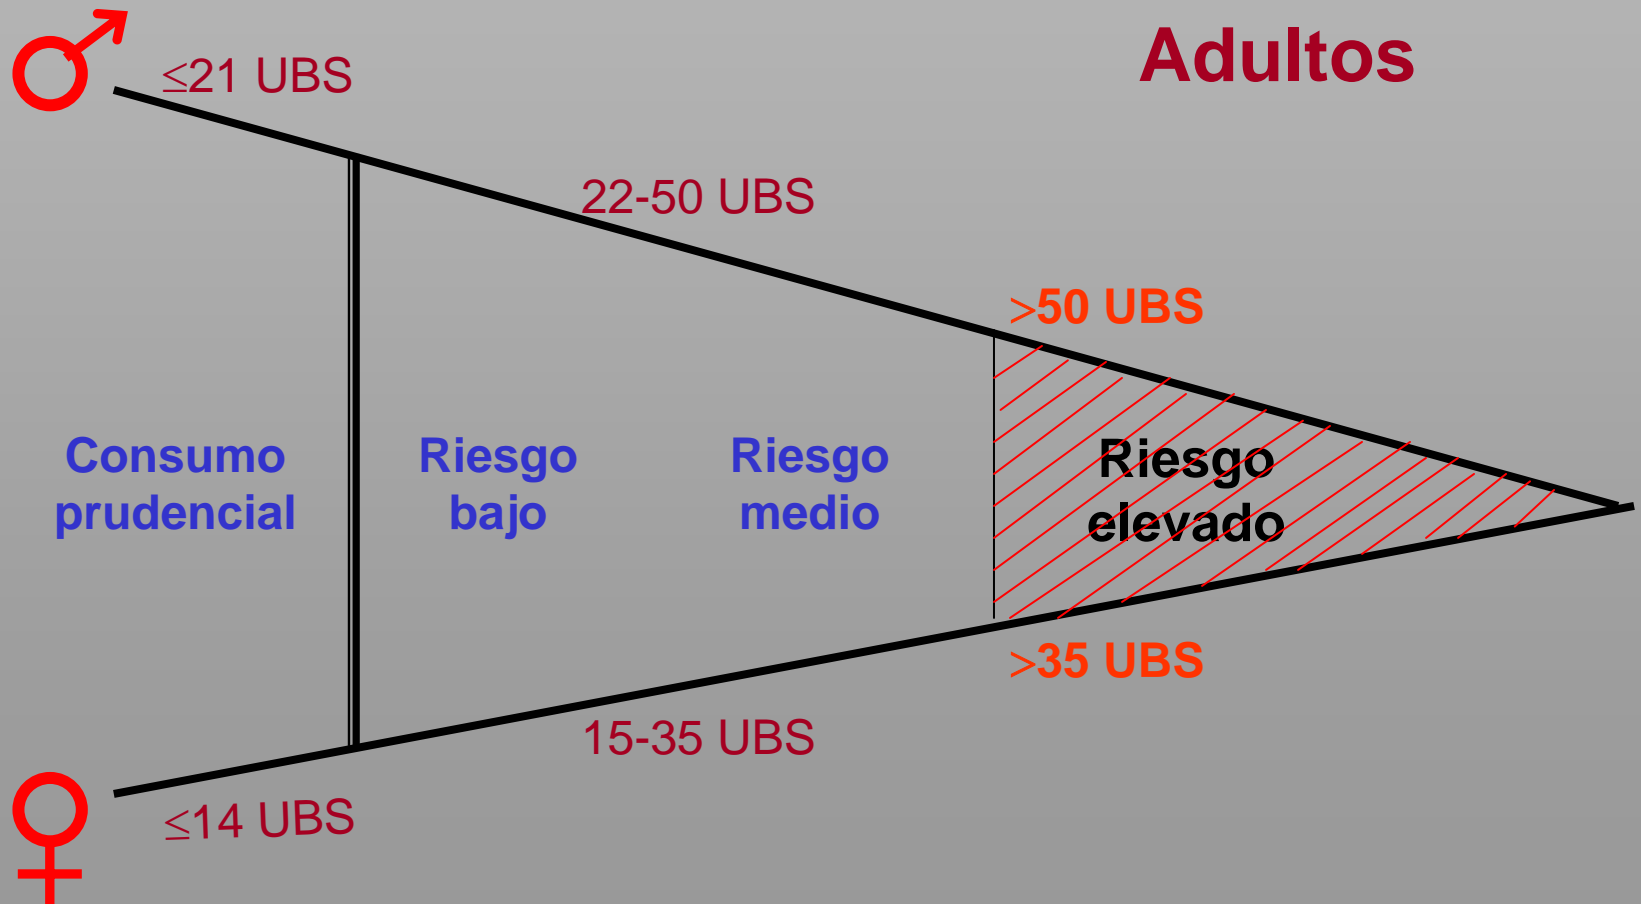 Adultos
≤21 UBS
22-50 UBS
>50 UBS
Consumo
prudencial
Riesgo
bajo
Riesgo
medio
Riesgo
elevado
>35 UBS
15-35 UBS
≤14 UBS